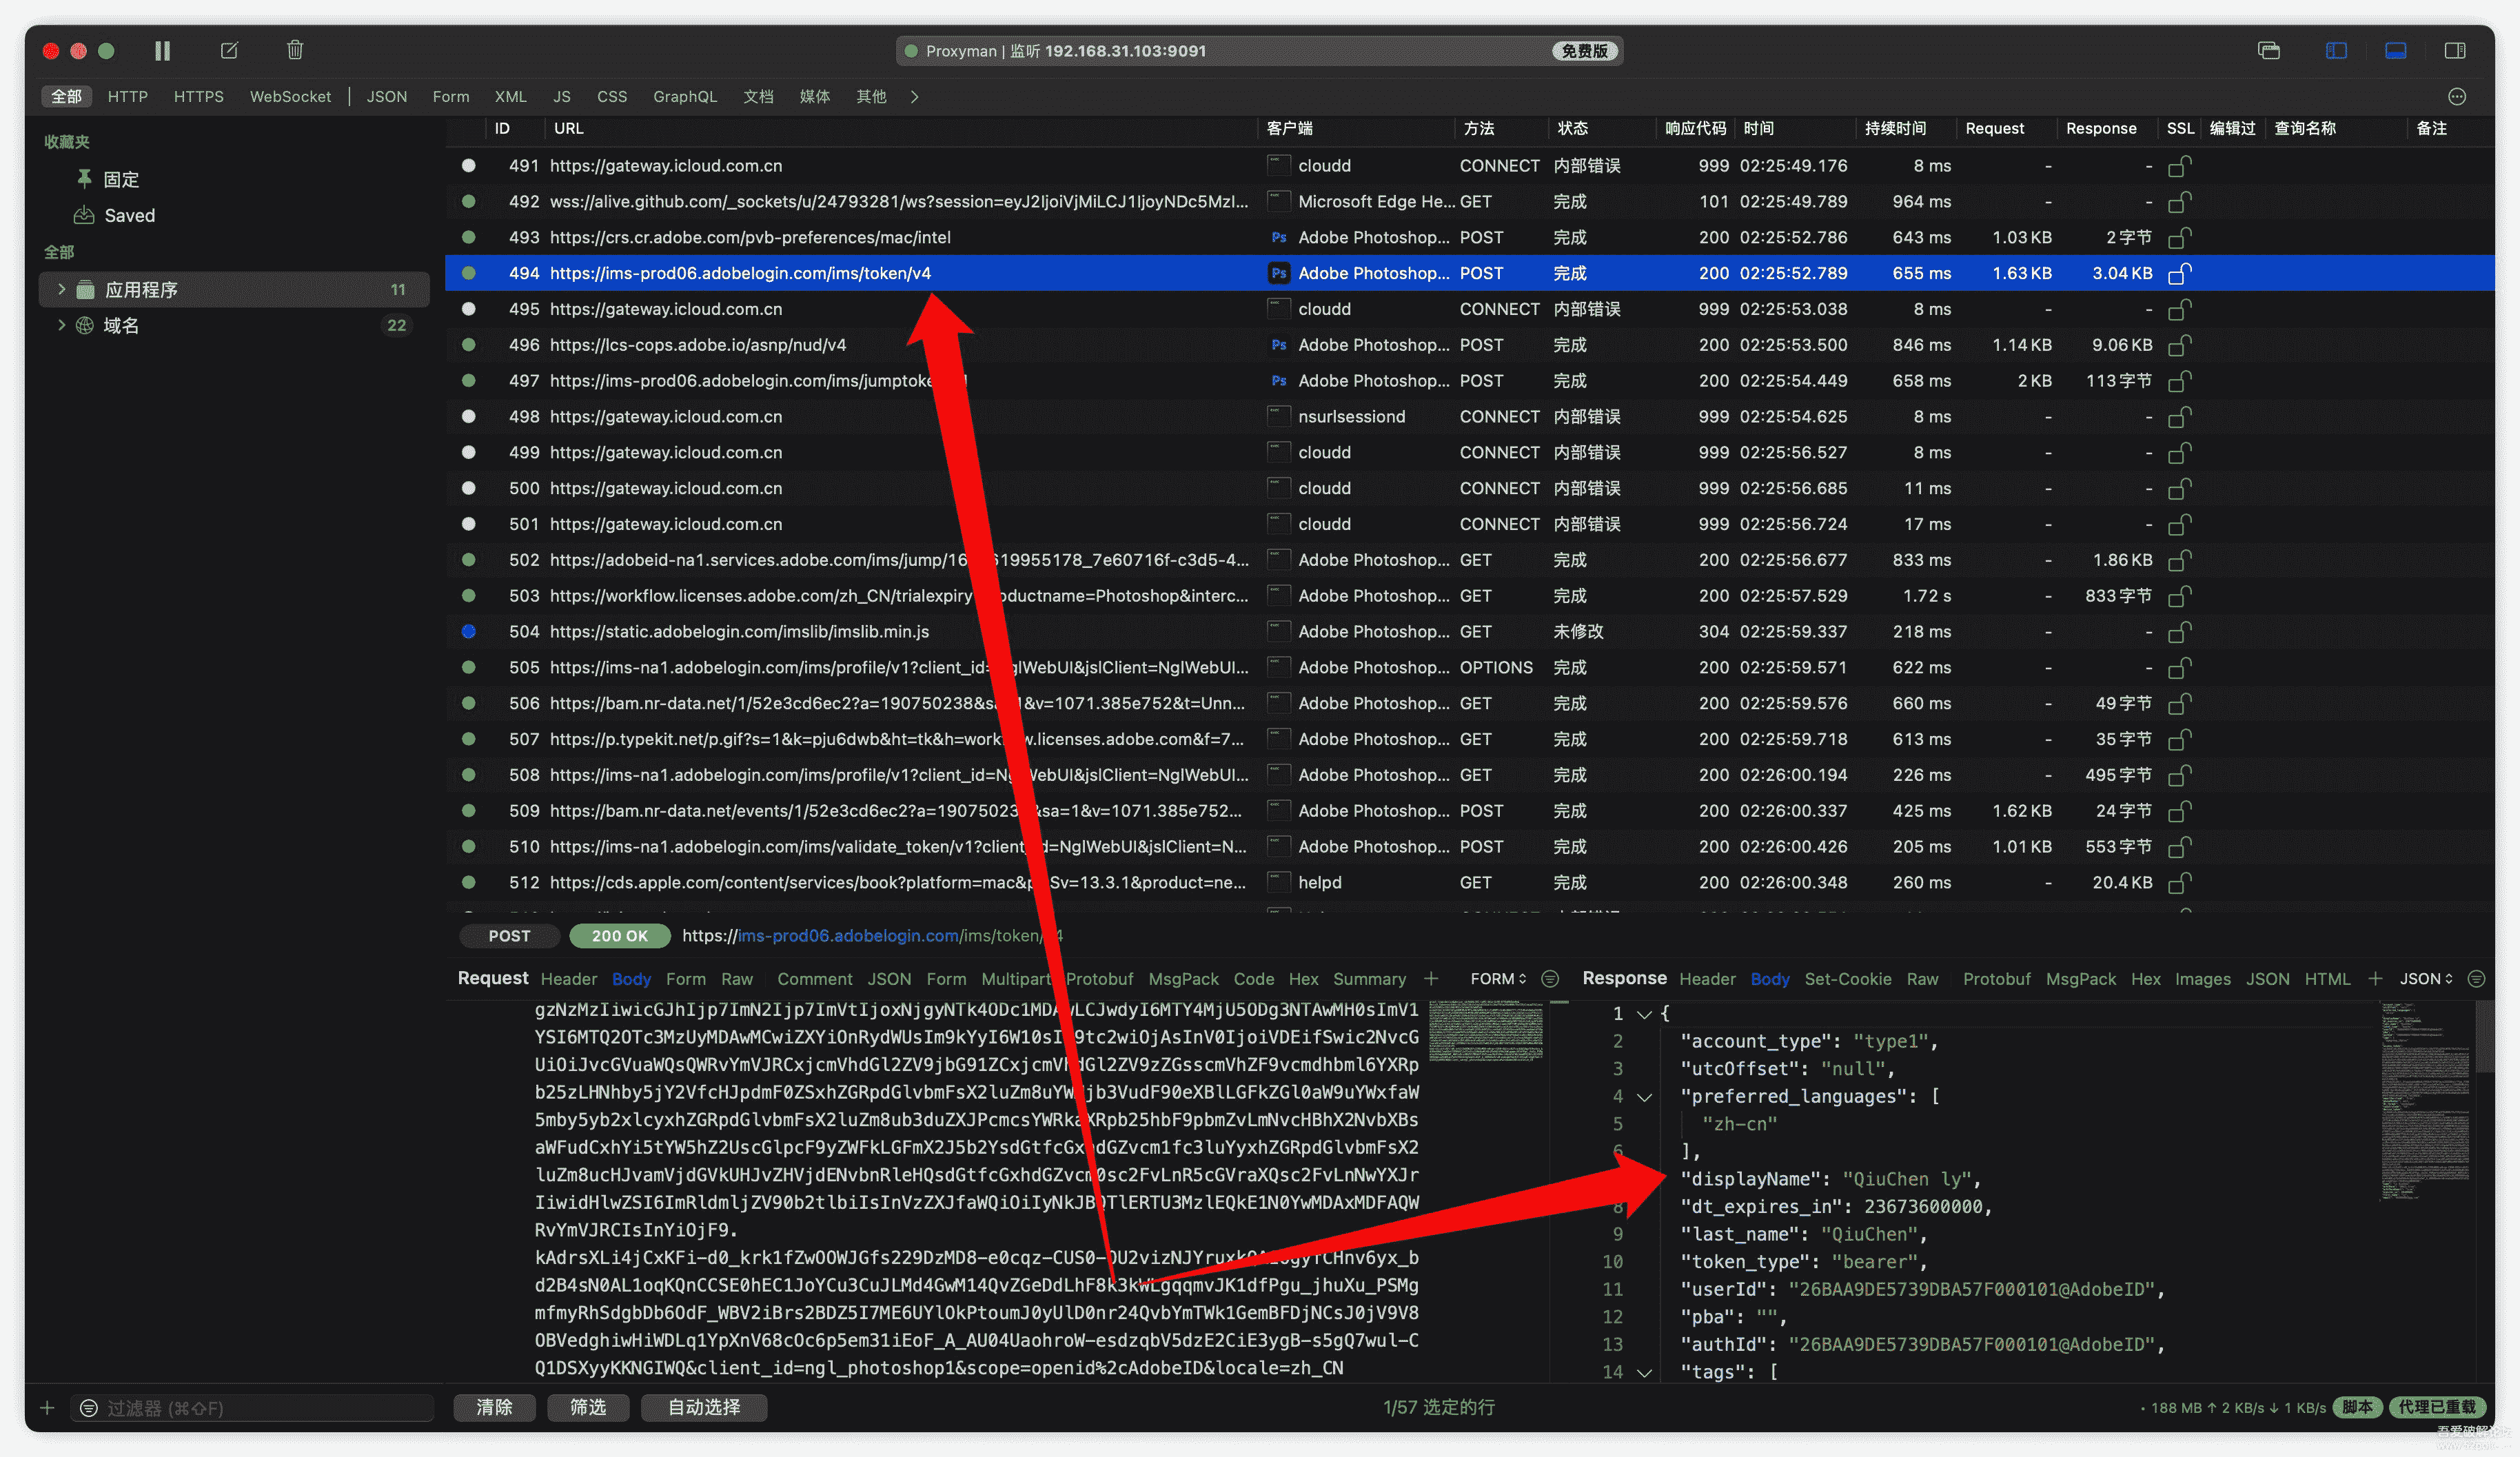 Proxyman | 监听 192.168.31.103:9091
免费版
全部 HTTP HTTPS WebSocket JSON Form XML JS CSS GraphQL 文档 媒体 其他
收藏夹
固定
Saved
全部
应用程序 11
域名 22
ID URL 客户端 方法 状态 响应代码 时间 持续时间 Request Response SSL 编辑过 查询名称 备注
491 https://gateway.icloud.com.cn cloudd CONNECT 内部错误 999 02:25:49.176 8 ms - -
492 wss://alive.github.com/_sockets/u/24793281/ws?session=eyJ2IjoiVjMiLCJ1IjoyNDc5MzI... Microsoft Edge He... GET 完成 101 02:25:49.789 964 ms - -
493 https://crs.cr.adobe.com/pvb-preferences/mac/intel Adobe Photoshop... POST 完成 200 02:25:52.786 643 ms 1.03 KB 2 字节
494 https://ims-prod06.adobelogin.com/ims/token/v4 Adobe Photoshop... POST 完成 200 02:25:52.789 655 ms 1.63 KB 3.04 KB
495 https://gateway.icloud.com.cn cloudd CONNECT 内部错误 999 02:25:53.038 8 ms - -
496 https://lcs-cops.adobe.io/asnp/nud/v4 Adobe Photoshop... POST 完成 200 02:25:53.500 846 ms 1.14 KB 9.06 KB
497 https://ims-prod06.adobelogin.com/ims/jumptoke Adobe Photoshop... POST 完成 200 02:25:54.449 658 ms 2 KB 113 字节
498 https://gateway.icloud.com.cn nsurlsessiond CONNECT 内部错误 999 02:25:54.625 8 ms - -
499 https://gateway.icloud.com.cn cloudd CONNECT 内部错误 999 02:25:56.527 8 ms - -
500 https://gateway.icloud.com.cn cloudd CONNECT 内部错误 999 02:25:56.685 11 ms - -
501 https://gateway.icloud.com.cn cloudd CONNECT 内部错误 999 02:25:56.724 17 ms - -
502 https://adobeid-na1.services.adobe.com/ims/jump/16 619955178_7e60716f-c3d5-4... Adobe Photoshop... GET 完成 200 02:25:56.677 833 ms - 1.86 KB
503 https://workflow.licenses.adobe.com/zh_CN/trialexpiry oductname=Photoshop&interc... Adobe Photoshop... GET 完成 200 02:25:57.529 1.72 s - 833 字节
504 https://static.adobelogin.com/imslib/imslib.min.js Adobe Photoshop... GET 未修改 304 02:25:59.337 218 ms - -
505 https://ims-na1.adobelogin.com/ims/profile/v1?client_id= glWebUI&jslClient=NglWebUI... Adobe Photoshop... OPTIONS 完成 200 02:25:59.571 622 ms - -
506 https://bam.nr-data.net/1/52e3cd6ec2?a=190750238&sa 1&v=1071.385e752&t=Unn... Adobe Photoshop... GET 完成 200 02:25:59.576 660 ms - 49 字节
507 https://p.typekit.net/p.gif?s=1&k=pju6dwb&ht=tk&h=work w.licenses.adobe.com&f=7... Adobe Photoshop... GET 完成 200 02:25:59.718 613 ms - 35 字节
508 https://ims-na1.adobelogin.com/ims/profile/v1?client_id=N lWebUI&jslClient=NglWebUI... Adobe Photoshop... GET 完成 200 02:26:00.194 226 ms - 495 字节
509 https://bam.nr-data.net/events/1/52e3cd6ec2?a=19075023 &sa=1&v=1071.385e752... Adobe Photoshop... POST 完成 200 02:26:00.337 425 ms 1.62 KB 24 字节
510 https://ims-na1.adobelogin.com/ims/validate_token/v1?client d=NglWebUI&jslClient=N... Adobe Photoshop... POST 完成 200 02:26:00.426 205 ms 1.01 KB 553 字节
512 https://cds.apple.com/content/services/book?platform=mac&p Sv=13.3.1&product=ne... helpd GET 完成 200 02:26:00.348 260 ms - 20.4 KB
POST 200 OK https://ims-prod06.adobelogin.com/ims/token/ 4
Request Header Body Form Raw Comment JSON Form Multipart Protobuf MsgPack Code Hex Summary + FORM
gzNzMzIiwicGJhIjp7ImN2Ijp7ImVtIjoxNjgyNTk4ODc1MDA LCJwdyI6MTY4MjU5ODg3NTAwMH0sImV1
YSI6MTQ2OTc3MzUyMDAwMCwiZXYiOnRydWUsIm9kYyI6W10sI 9tc2wiOjAsInV0IjoiVDEifSwic2NvcG
UiOiJvcGVuaWQsQWRvYmVJRCxjcmVhdGl2ZV9jbG91ZCxjcmVh Gl2ZV9zZGsscmVhZF9vcmdhbml6YXRp
b25zLHNhby5jY2VfcHJpdmF0ZSxhZGRpdGlvbmFsX2luZm8uYW jb3VudF90eXBlLGFkZGl0aW9uYWxfaW
5mby5yb2xlcyxhZGRpdGlvbmFsX2luZm8ub3duZXJPcmcsYWRka XRpb25hbF9pbmZvLmNvcHBhX2NvbXBs
aWFudCxhYi5tYW5hZ2UscGlpcF9yZWFkLGFmX2J5b2YsdGtfcGx dGZvcm1fc3luYyxhZGRpdGlvbmFsX2
luZm8ucHJvamVjdGVkUHJvZHVjdENvbnRleHQsdGtfcGxhdGZvcm0sc2FvLnR5cGVraXQsc2FvLnNwYXJr
IiwidHlwZSI6ImRldmljZV90b2tlbiIsInVzZXJfaWQiOiIyNkJBQTlERTU3MzlEQkE1N0YwMDAxMDFAQW
RvYmVJRCIsInYiOjF9.
kAdrsXLi4jCxKFi-d0_krk1fZwOOWJGfs229DzMD8-e0cqz-CUS0- U2vizNJYruxk Hnv6yx_b
d2B4sN0AL1oqKQnCCSE0hEC1JoYCu3CuJLMd4GwM14QvZGeDdLhF8k3kWLgqqmvJK1dfPgu_jhuXu_PSMg
mfmyRhSdgbDb6OdF_WBV2iBrs2BDZ5I7ME6UYlOkPtoumJ0yUlD0nr24QvbYmTWk1GemBFDjNCsJ0jV9V8
OBVedghiwHiWDLq1YpXnV68cOc6p5em31iEoF_A_AU04UaohroW-esdzqbV5dzE2CiE3ygB-s5gQ7wul-C
Q1DSXyyKKNGIWQ&client_id=ngl_photoshop1&scope=openid%2cAdobeID&locale=zh_CN
Response Header Body Set-Cookie Raw Protobuf MsgPack Hex Images JSON HTML + JSON
1 {
2 "account_type": "type1",
3 "utcOffset": "null",
4 "preferred_languages": [
5 "zh-cn"
6 ],
"displayName": "QiuChen ly",
8 "dt_expires_in": 23673600000,
9 "last_name": "QiuChen",
10 "token_type": "bearer",
11 "userId": "26BAA9DE5739DBA57F000101@AdobeID",
12 "pba": "",
13 "authId": "26BAA9DE5739DBA57F000101@AdobeID",
14 "tags": [
过滤器 (⌘⇧F)
清除 筛选 自动选择
1/57 选定的行
• 188 MB ↑ 2 KB/s ↓ 1 KB/s 脚本 代理已重载